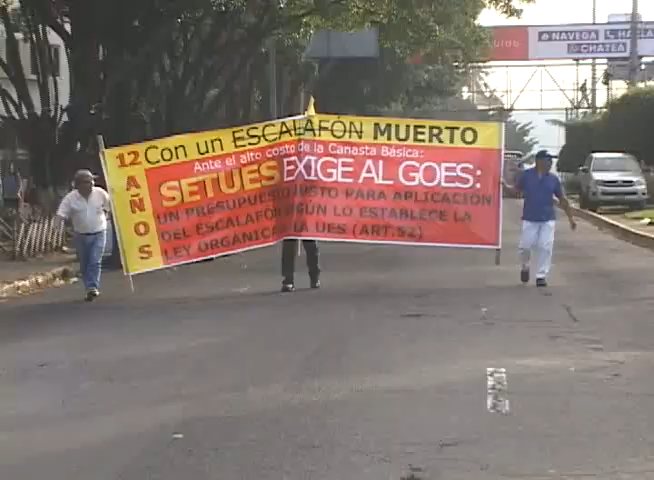 NAVEGA
CHATEA
12 AÑOS
Con un ESCALAFÓN MUERTO
Ante el alto costo de la Canasta Básica:
SETUES EXIGE AL GOES:
UN PRESUPUESTO JUSTO PARA APLICACIÓN
DEL ESCALAFÓN SEGÚN LO ESTABLECE LA
LEY ORGÁNICA LA UES (ART.52)